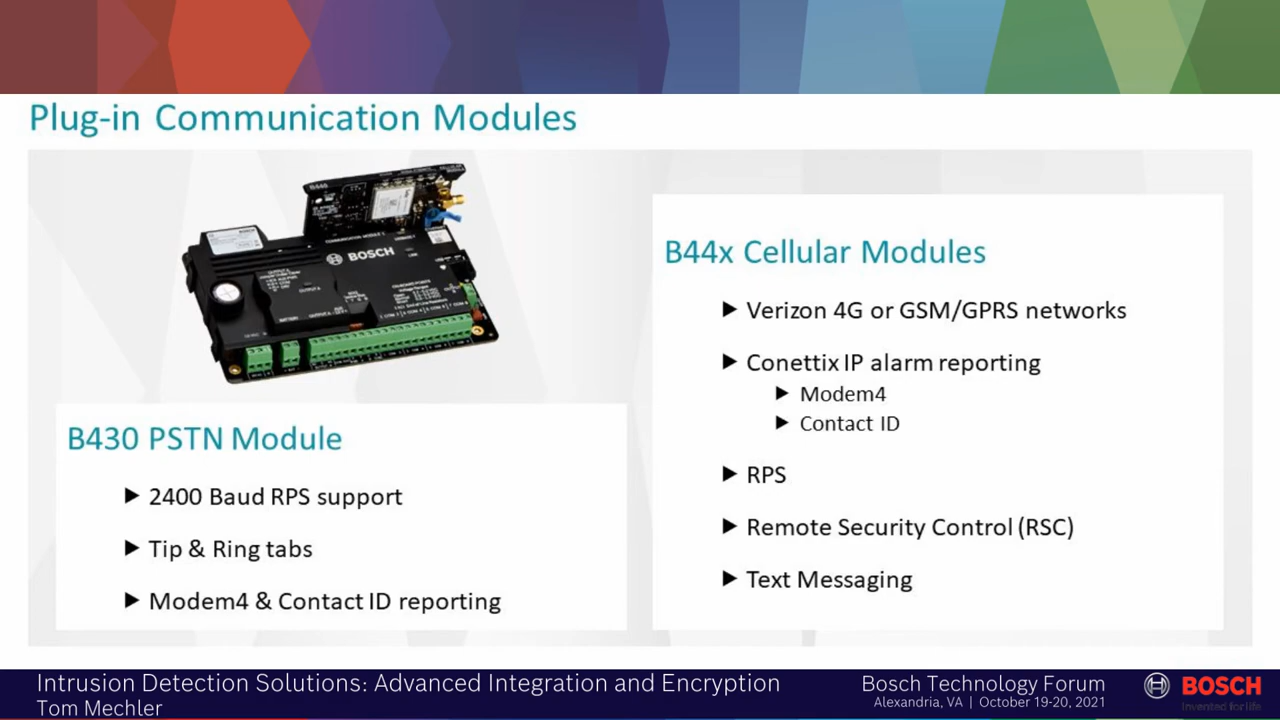 Plug-in Communication Modules
B440
BOSCH
B430 PSTN Module
2400 Baud RPS support
Tip & Ring tabs
Modem4 & Contact ID reporting
B44x Cellular Modules
Verizon 4G or GSM/GPRS networks
Conettix IP alarm reporting
Modem4
Contact ID
RPS
Remote Security Control (RSC)
Text Messaging
Intrusion Detection Solutions: Advanced Integration and Encryption
Tom Mechler
Bosch Technology Forum
Alexandria, VA | October 19-20, 2021
BOSCH
Invented for life